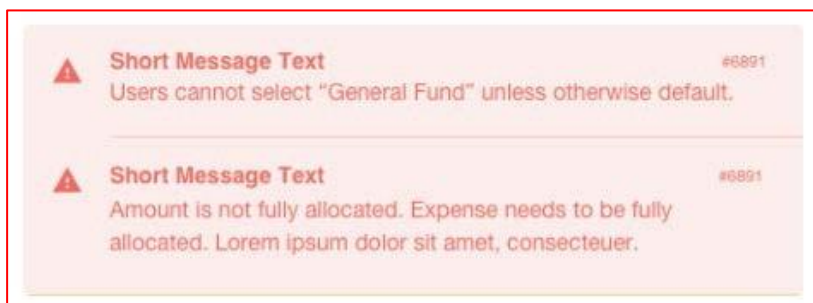 Short Message Text #6891
Users cannot select “General Fund” unless otherwise default.
Short Message Text #6891
Amount is not fully allocated. Expense needs to be fully
allocated. Lorem ipsum dolor sit amet, consecteuer.